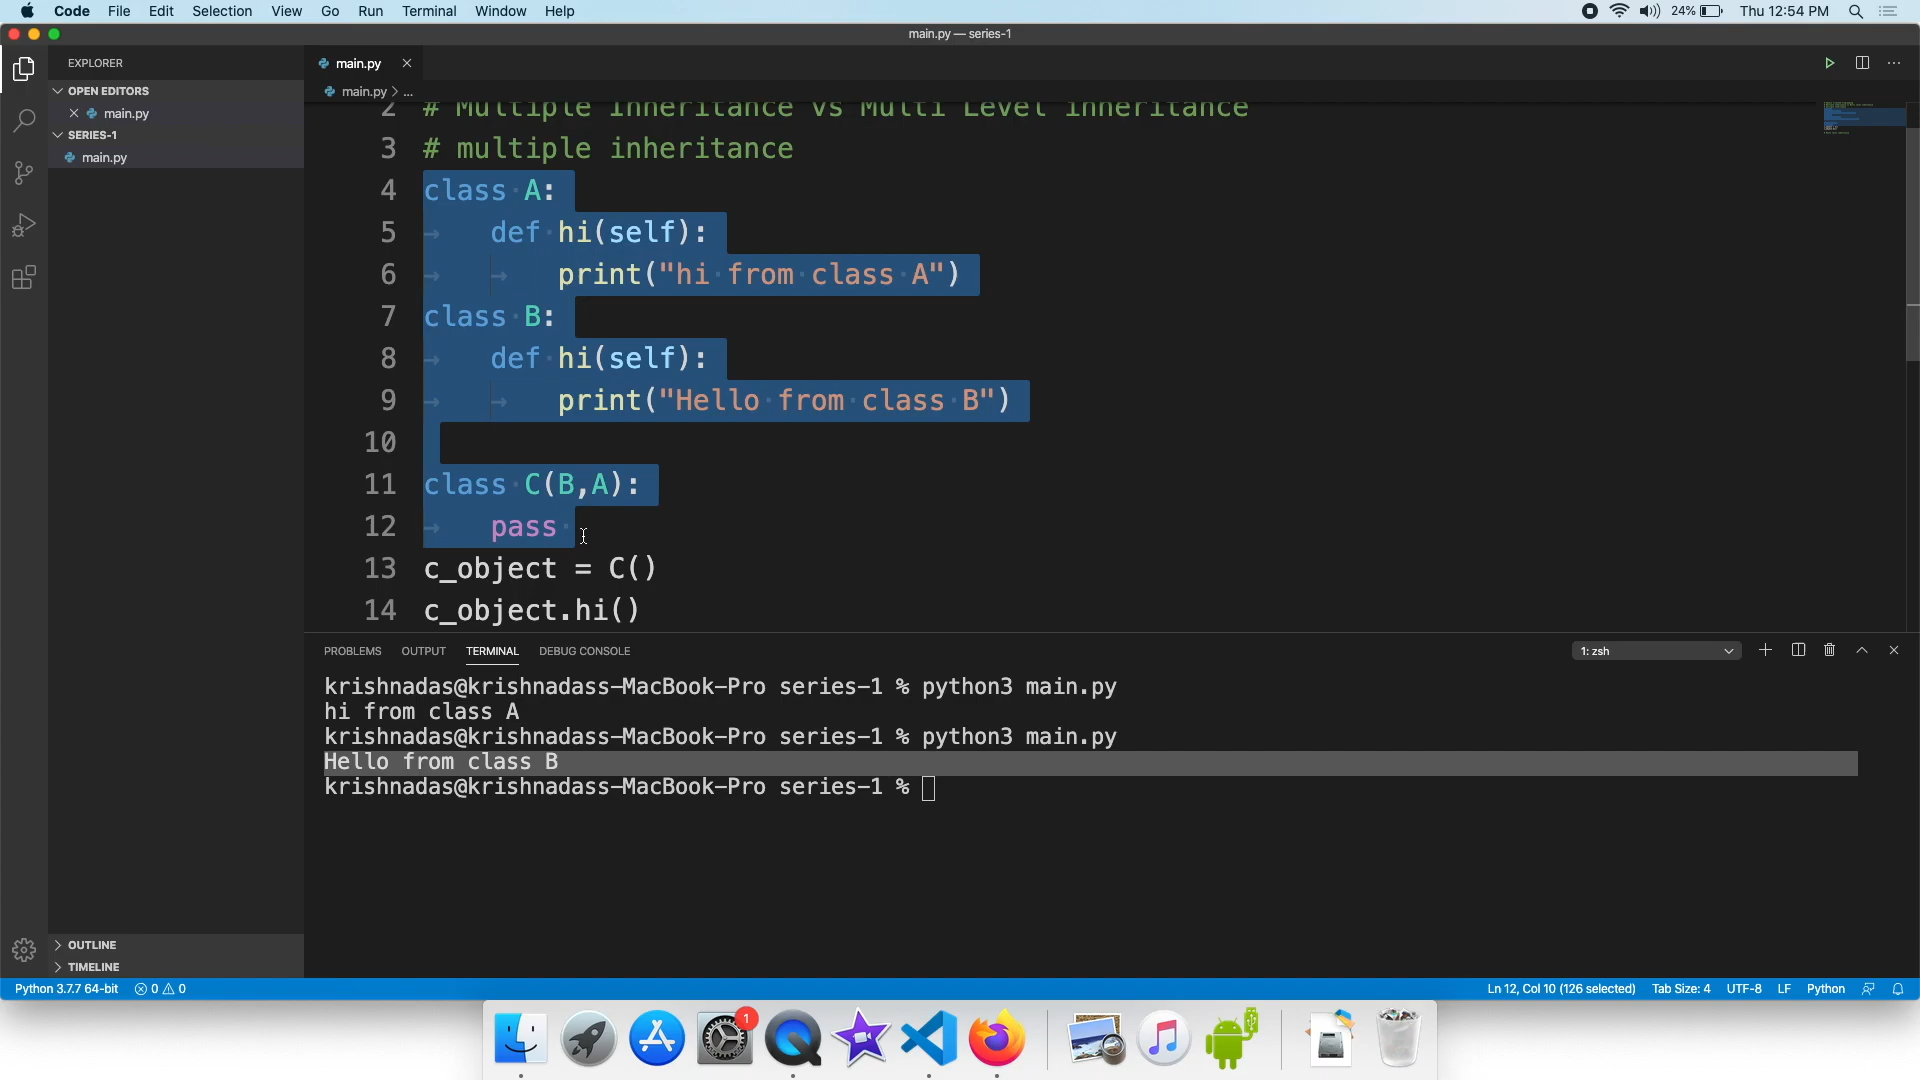 Code File Edit Selection View Go Run Terminal Window Help 24% Thu 12:54 PM
main.py — series-1
EXPLORER
main.py
OPEN EDITORS
main.py
SERIES-1
main.py
OUTLINE
TIMELINE
main.py > ...
2 # Multiple Inheritance vs Multi Level inheritance
3 # multiple inheritance
4 class A:
5 def hi(self):
6 print("hi from class A")
7 class B:
8 def hi(self):
9 print("Hello from class B")
10
11 class C(B,A):
12 pass
13 c_object = C()
14 c_object.hi()
PROBLEMS OUTPUT TERMINAL DEBUG CONSOLE 1: zsh
krishnadas@krishnadass-MacBook-Pro series-1 % python3 main.py
hi from class A
krishnadas@krishnadass-MacBook-Pro series-1 % python3 main.py
Hello from class B
krishnadas@krishnadass-MacBook-Pro series-1 %
Python 3.7.7 64-bit 0 0 Ln 12, Col 10 (126 selected) Tab Size: 4 UTF-8 LF Python
1